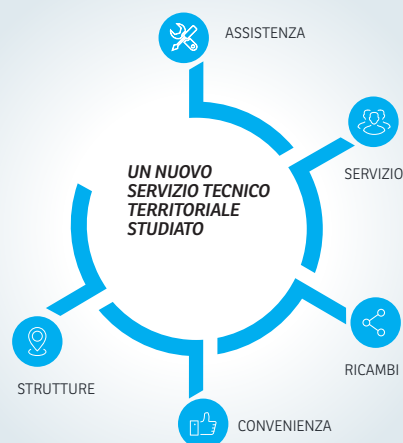 ASSISTENZA
SERVIZIO
UN NUOVO
SERVIZIO TECNICO
TERRITORIALE
STUDIATO
RICAMBI
STRUTTURE
CONVENIENZA